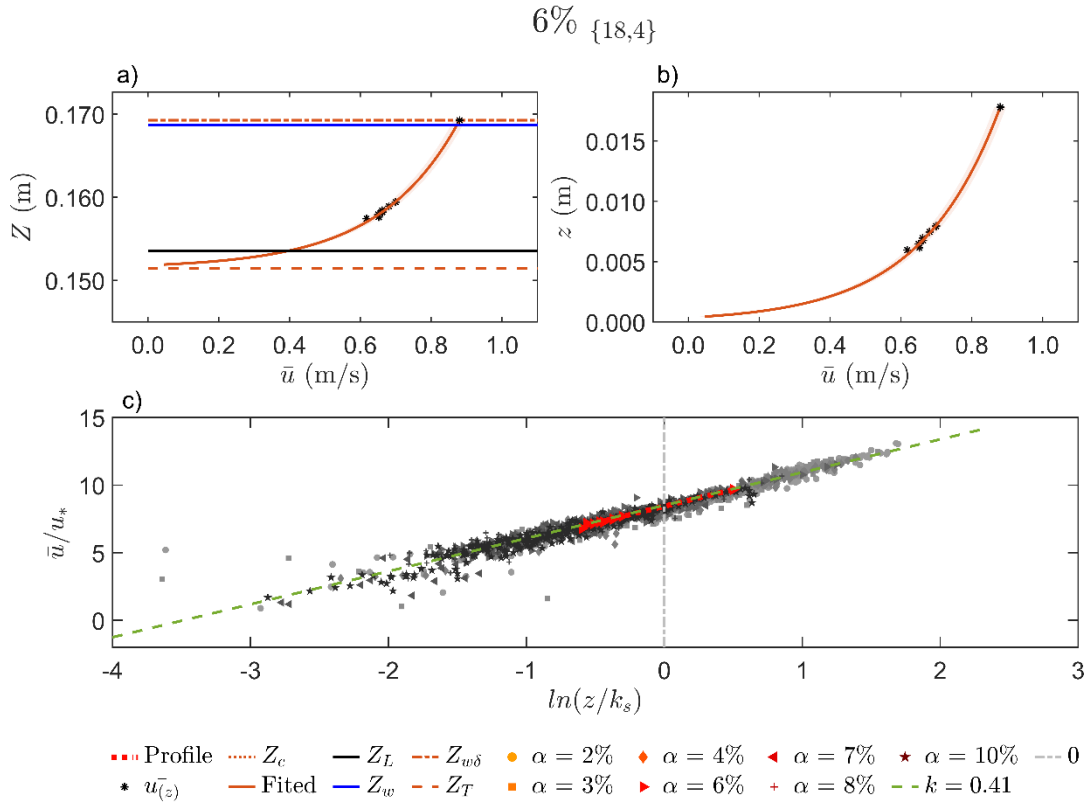 6% {18,4}
a)
b)
0.170
0.160
0.150
Z (m)
0.0 0.2 0.4 0.6 0.8 1.0
ū (m/s)
0.015
0.010
0.005
0.000
z (m)
0.0 0.2 0.4 0.6 0.8 1.0
ū (m/s)
c)
15
10
5
0
ū/u*
-4 -3 -2 -1 0 1 2 3
ln(z/ks)
Profile Zc ZL Zwδ α = 2% α = 4% α = 7% α = 10% 0
ū(z) Fited Zw ZT α = 3% α = 6% α = 8% k = 0.41